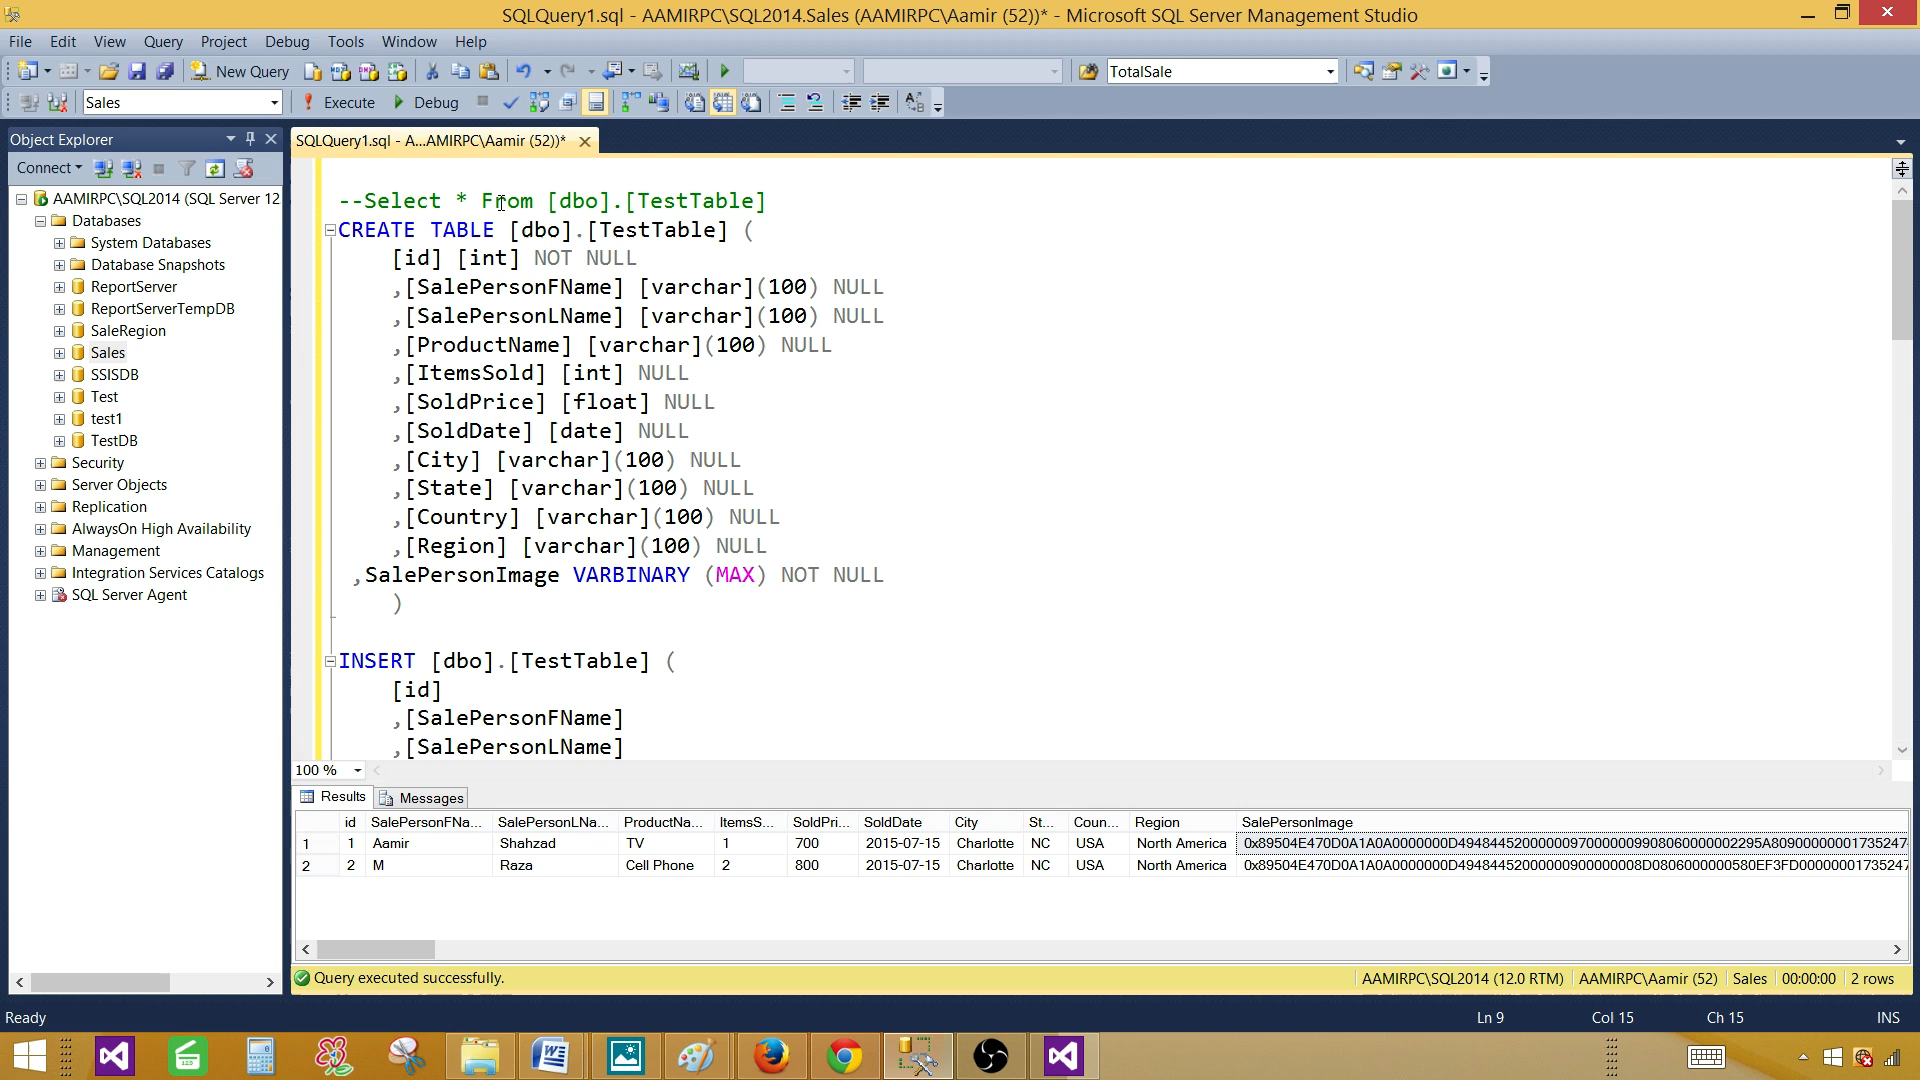 SQLQuery1.sql - AAMIRPC\SQL2014.Sales (AAMIRPC\Aamir (52))* - Microsoft SQL Server Management Studio
File Edit View Query Project Debug Tools Window Help
New Query TotalSale
Sales Execute Debug
Object Explorer
Connect
AAMIRPC\SQL2014 (SQL Server 12
Databases
System Databases
Database Snapshots
ReportServer
ReportServerTempDB
SaleRegion
Sales
SSISDB
Test
test1
TestDB
Security
Server Objects
Replication
AlwaysOn High Availability
Management
Integration Services Catalogs
SQL Server Agent
SQLQuery1.sql - A...AMIRPC\Aamir (52))*
--Select * From [dbo].[TestTable]
CREATE TABLE [dbo].[TestTable] (
[id] [int] NOT NULL
,[SalePersonFName] [varchar](100) NULL
,[SalePersonLName] [varchar](100) NULL
,[ProductName] [varchar](100) NULL
,[ItemsSold] [int] NULL
,[SoldPrice] [float] NULL
,[SoldDate] [date] NULL
,[City] [varchar](100) NULL
,[State] [varchar](100) NULL
,[Country] [varchar](100) NULL
,[Region] [varchar](100) NULL
,SalePersonImage VARBINARY (MAX) NOT NULL
)
INSERT [dbo].[TestTable] (
[id]
,[SalePersonFName]
,[SalePersonLName]
100 %
Results Messages
id SalePersonFNa... SalePersonLNa... ProductNa... ItemsS... SoldPri... SoldDate City St... Coun... Region SalePersonImage
1 1 Aamir Shahzad TV 1 700 2015-07-15 Charlotte NC USA North America
2 2 M Raza Cell Phone 2 800 2015-07-15 Charlotte NC USA North America
Query executed successfully. AAMIRPC\SQL2014 (12.0 RTM) AAMIRPC\Aamir (52) Sales 00:00:00 2 rows
Ready Ln 9 Col 15 Ch 15 INS